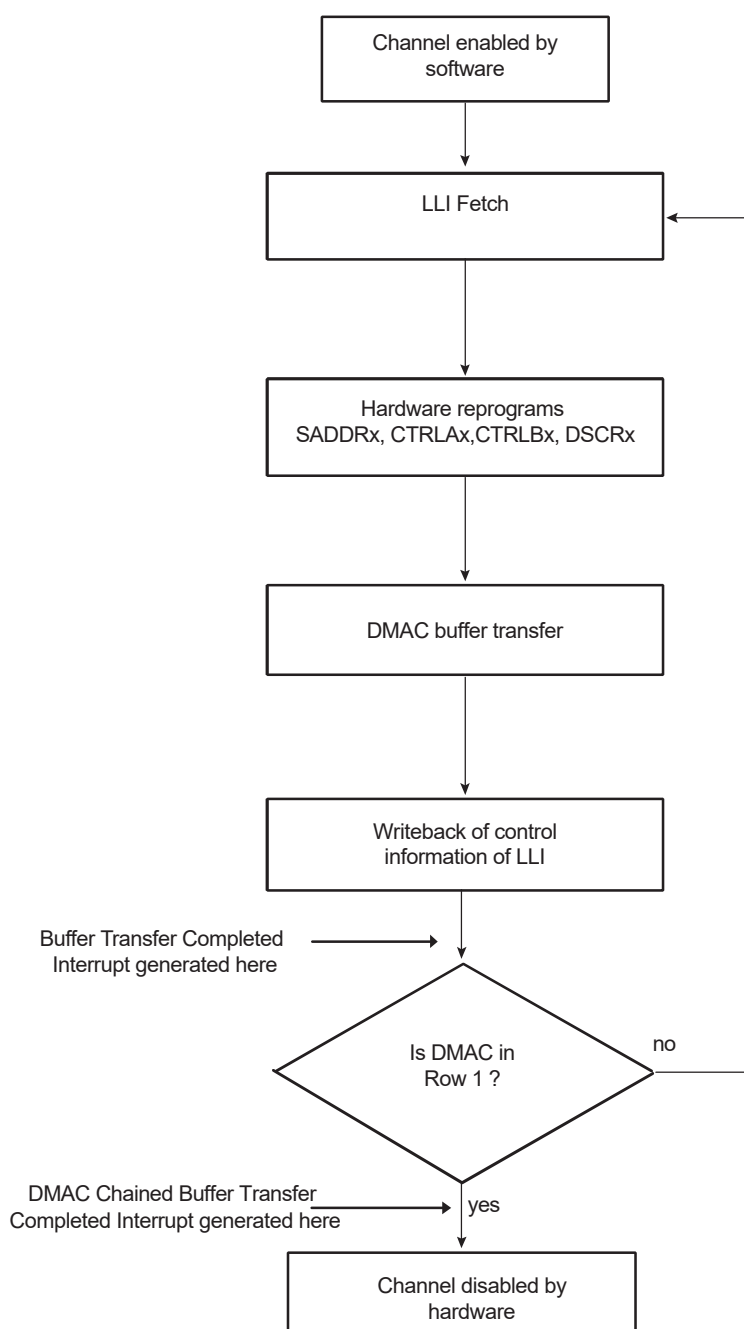 Channel enabled by
software
LLI Fetch
Hardware reprograms
SADDRx, CTRLAx,CTRLBx, DSCRx
DMAC buffer transfer
Writeback of control
information of LLI
Buffer Transfer Completed
Interrupt generated here
Is DMAC in
Row 1 ?
no
DMAC Chained Buffer Transfer
Completed Interrupt generated here
yes
Channel disabled by
hardware